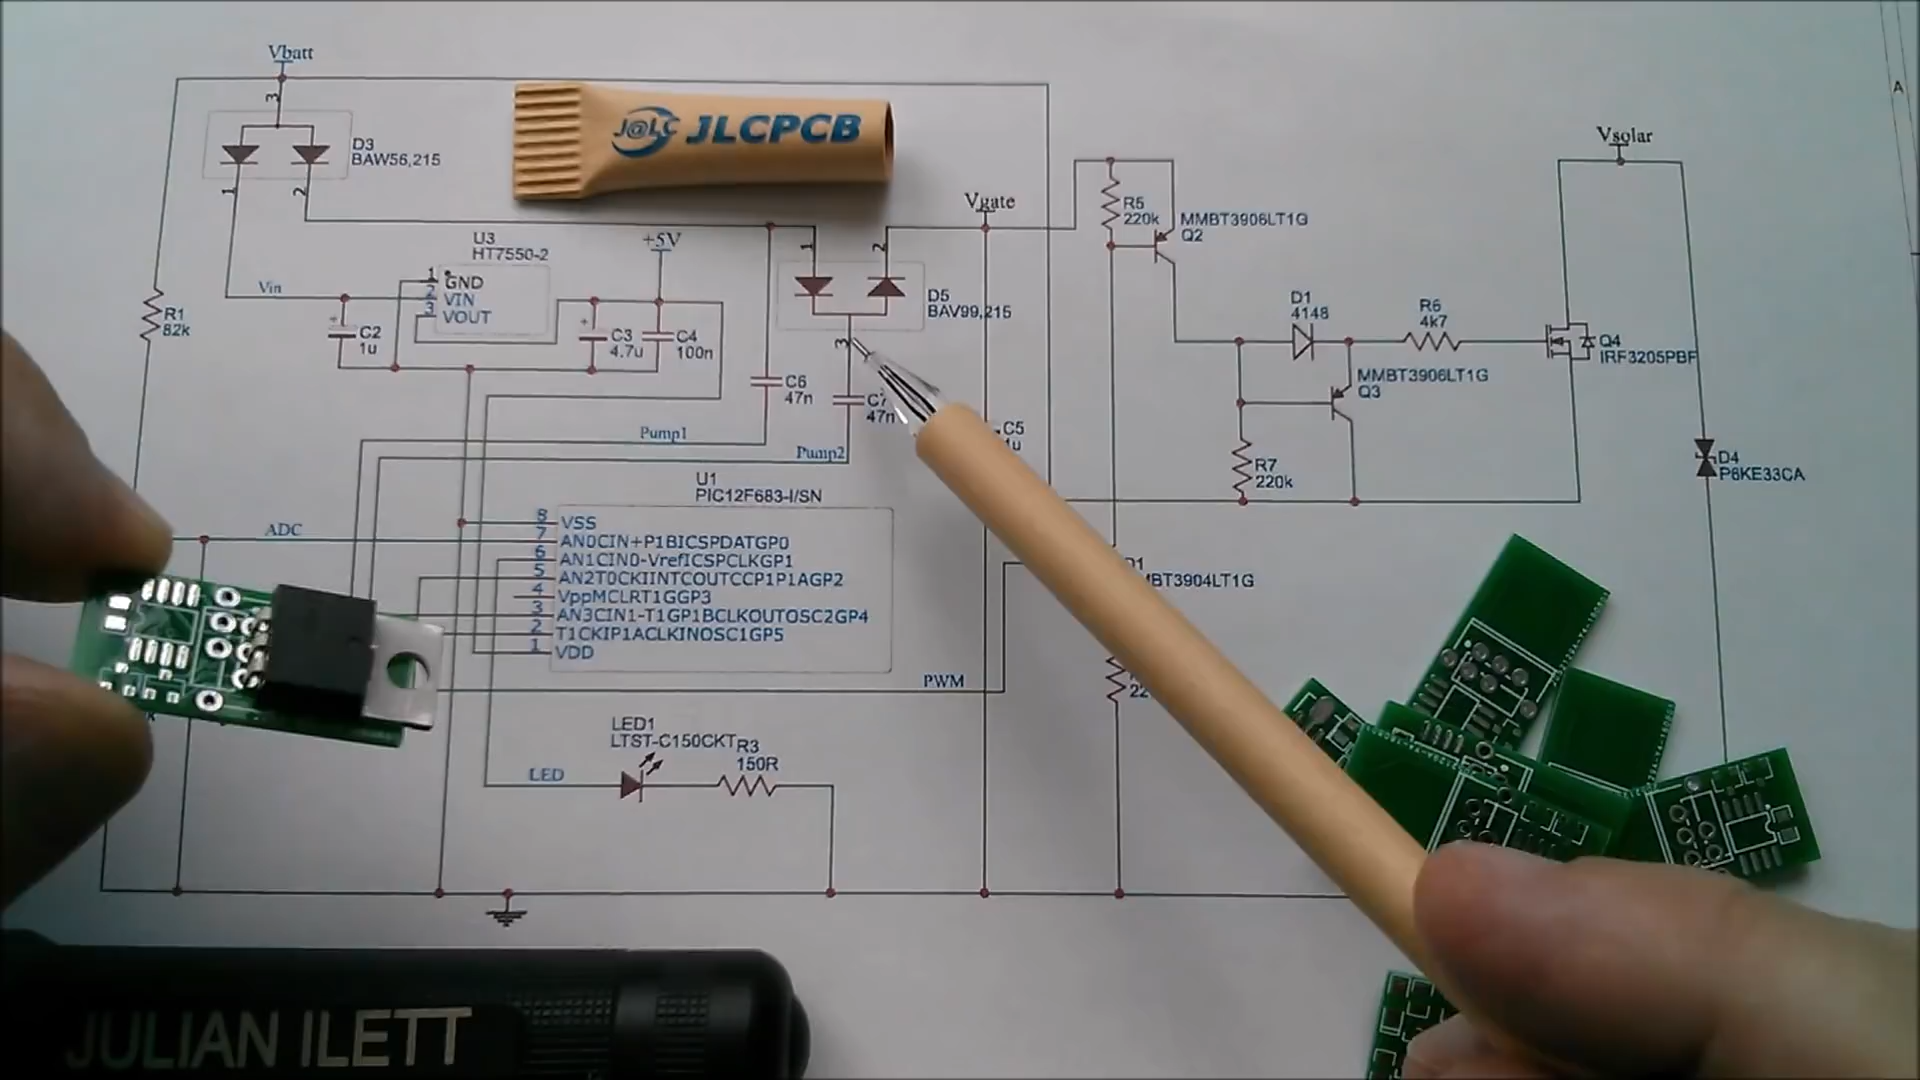 Vbatt
A
3
D3
BAW56,215
1
2
J@LC JLCPCB
Vsolar
Vgate
R5
220k
MMBT3906LT1G
Q2
U3
HT7550-2
+5V
1
2
Vin
1 GND
2 VIN
3 VOUT
R1
82k
+
C2
1u
+
C3
4.7u
C4
100n
D5
BAV99,215
3
D1
4148
R6
4k7
Q4
IRF3205PBF
C6
47n
C7
47n
MMBT3906LT1G
Q3
C5
Pump1
Pump2
R7
220k
D4
P6KE33CA
U1
PIC12F683-I/SN
ADC
8 VSS
7 AN0CIN+P1BICSPDATGP0
6 AN1CIN0-VrefICSPCLKGP1
5 AN2T0CKIINTCOUTCCP1P1AGP2
4 VppMCLRT1GGP3
3 AN3CIN1-T1GP1BCLKOUTOSC2GP4
2 T1CKIP1ACLKINOSC1GP5
1 VDD
MBT3904LT1G
PWM
LED1
LTST-C150CKT
R3
150R
LED
JULIAN ILETT